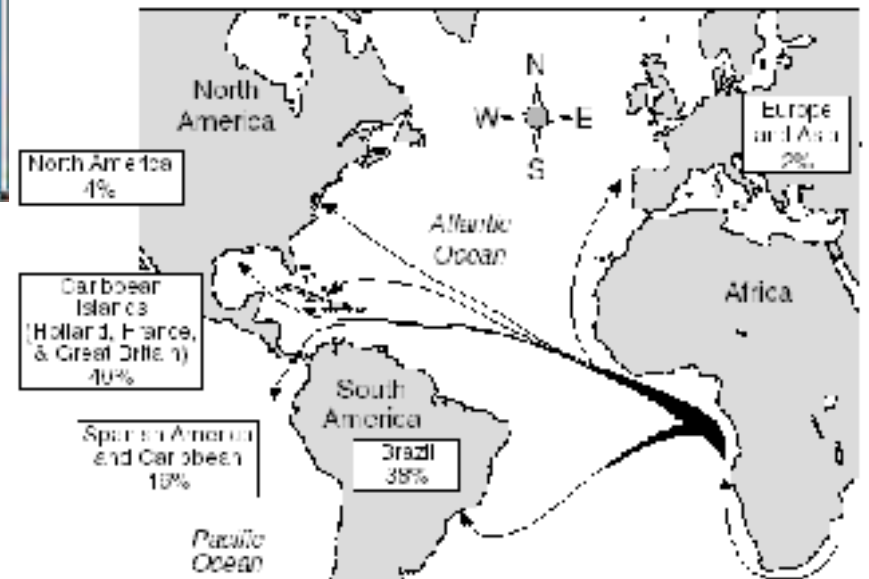 North
America
N
W
E
S
Europe
and Asia
2%
North America
4%
Atlantic
Ocean
Caribbean
Islands
(Holland, France,
& Great Britain)
40%
Africa
South
America
Spanish America
and Caribbean
16%
Brazil
38%
Pacific
Ocean